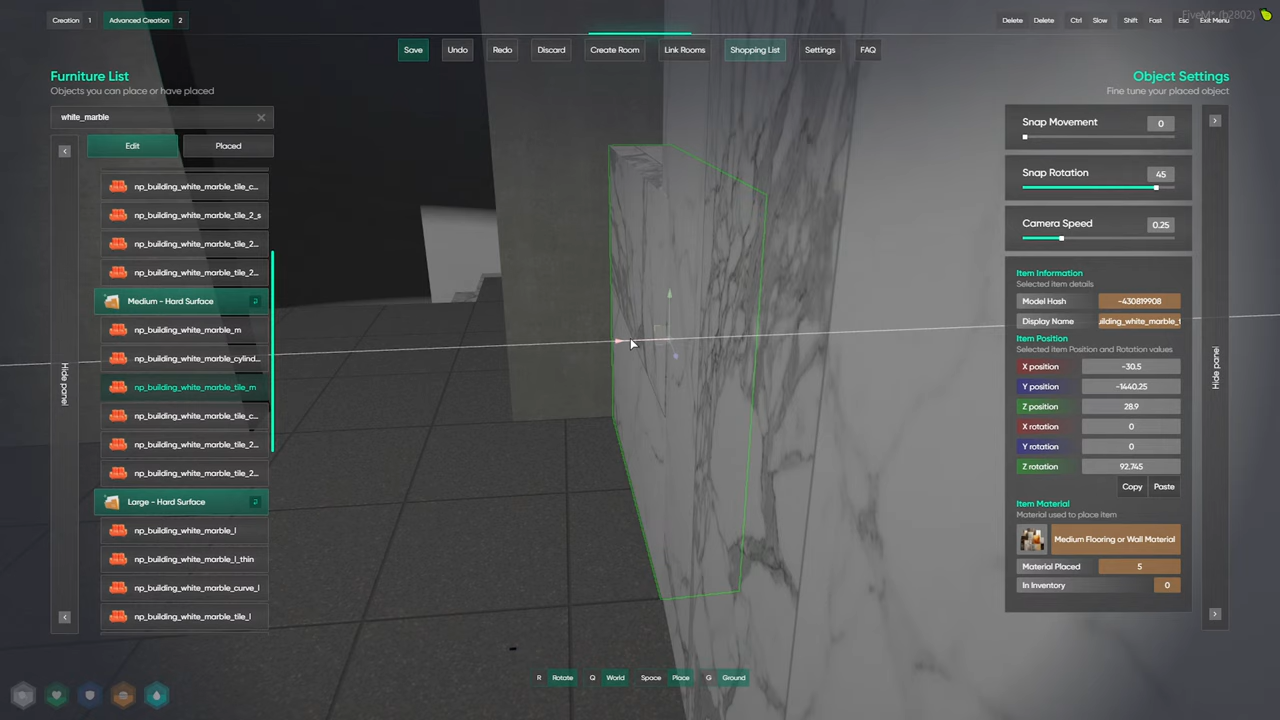 Creation 1 Advanced Creation 2
Delete Delete Ctrl Slow Shift Fast Esc Exit Menu
FiveM* (b2802)
Save Undo Redo Discard Create Room Link Rooms Shopping List Settings FAQ
Furniture List
Objects you can place or have placed
white_marble
Edit Placed
Hide panel
np_building_white_marble_tile_c...
np_building_white_marble_tile_2_s
np_building_white_marble_tile_2...
np_building_white_marble_tile_2...
Medium - Hard Surface
np_building_white_marble_m
np_building_white_marble_cylind...
np_building_white_marble_tile_m
np_building_white_marble_tile_c...
np_building_white_marble_tile_2...
np_building_white_marble_tile_2...
Large - Hard Surface
np_building_white_marble_l
np_building_white_marble_l_thin
np_building_white_marble_curve_l
np_building_white_marble_tile_l
Object Settings
Fine tune your placed object
Snap Movement 0
Snap Rotation 45
Camera Speed 0.25
Item Information
Selected item details
Model Hash -430819908
Display Name uilding_white_marble_t
Item Position
Selected item Position and Rotation values
X position -30.5
Y position -1440.25
Z position 28.9
X rotation 0
Y rotation 0
Z rotation 92.745
Copy Paste
Item Material
Material used to place item
Medium Flooring or Wall Material
Material Placed 5
In Inventory 0
Hide panel
R Rotate Q World Space Place G Ground